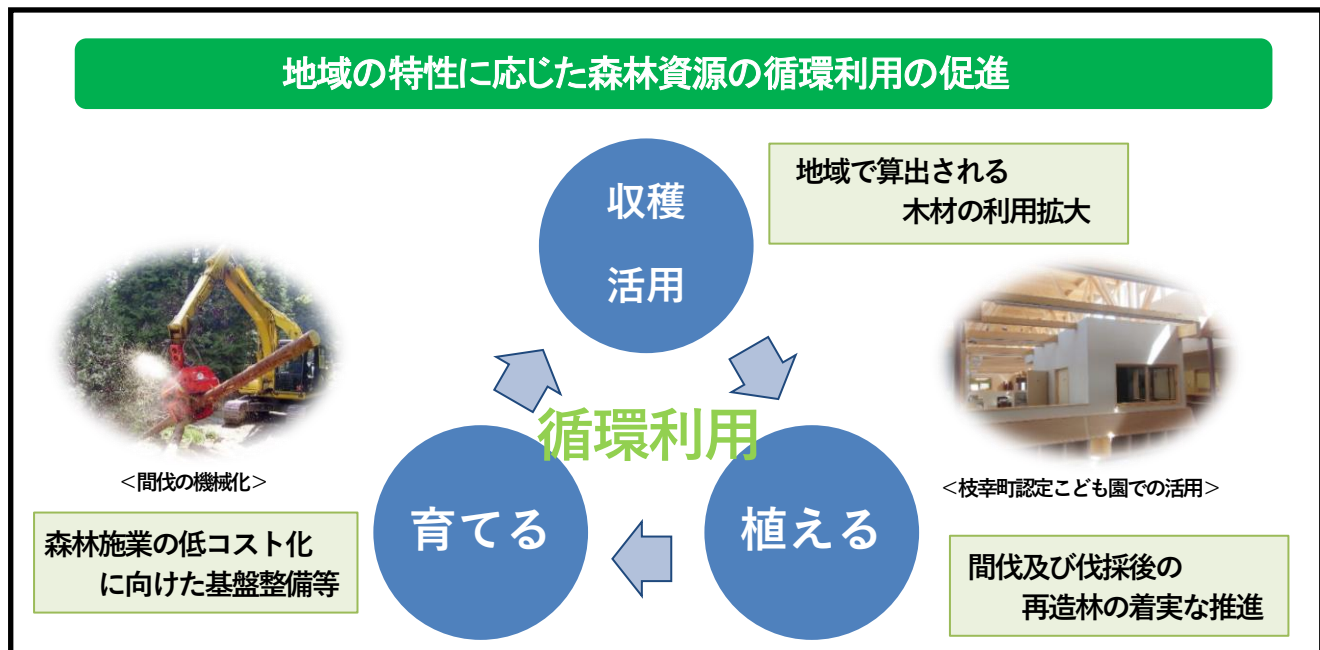 地域の特性に応じた森林資源の循環利用の促進
収穫
活用
地域で算出される
木材の利用拡大
循環利用
<間伐の機械化>
<枝幸町認定こども園での活用>
育てる
植える
森林施業の低コスト化
に向けた基盤整備等
間伐及び伐採後の
再造林の着実な推進